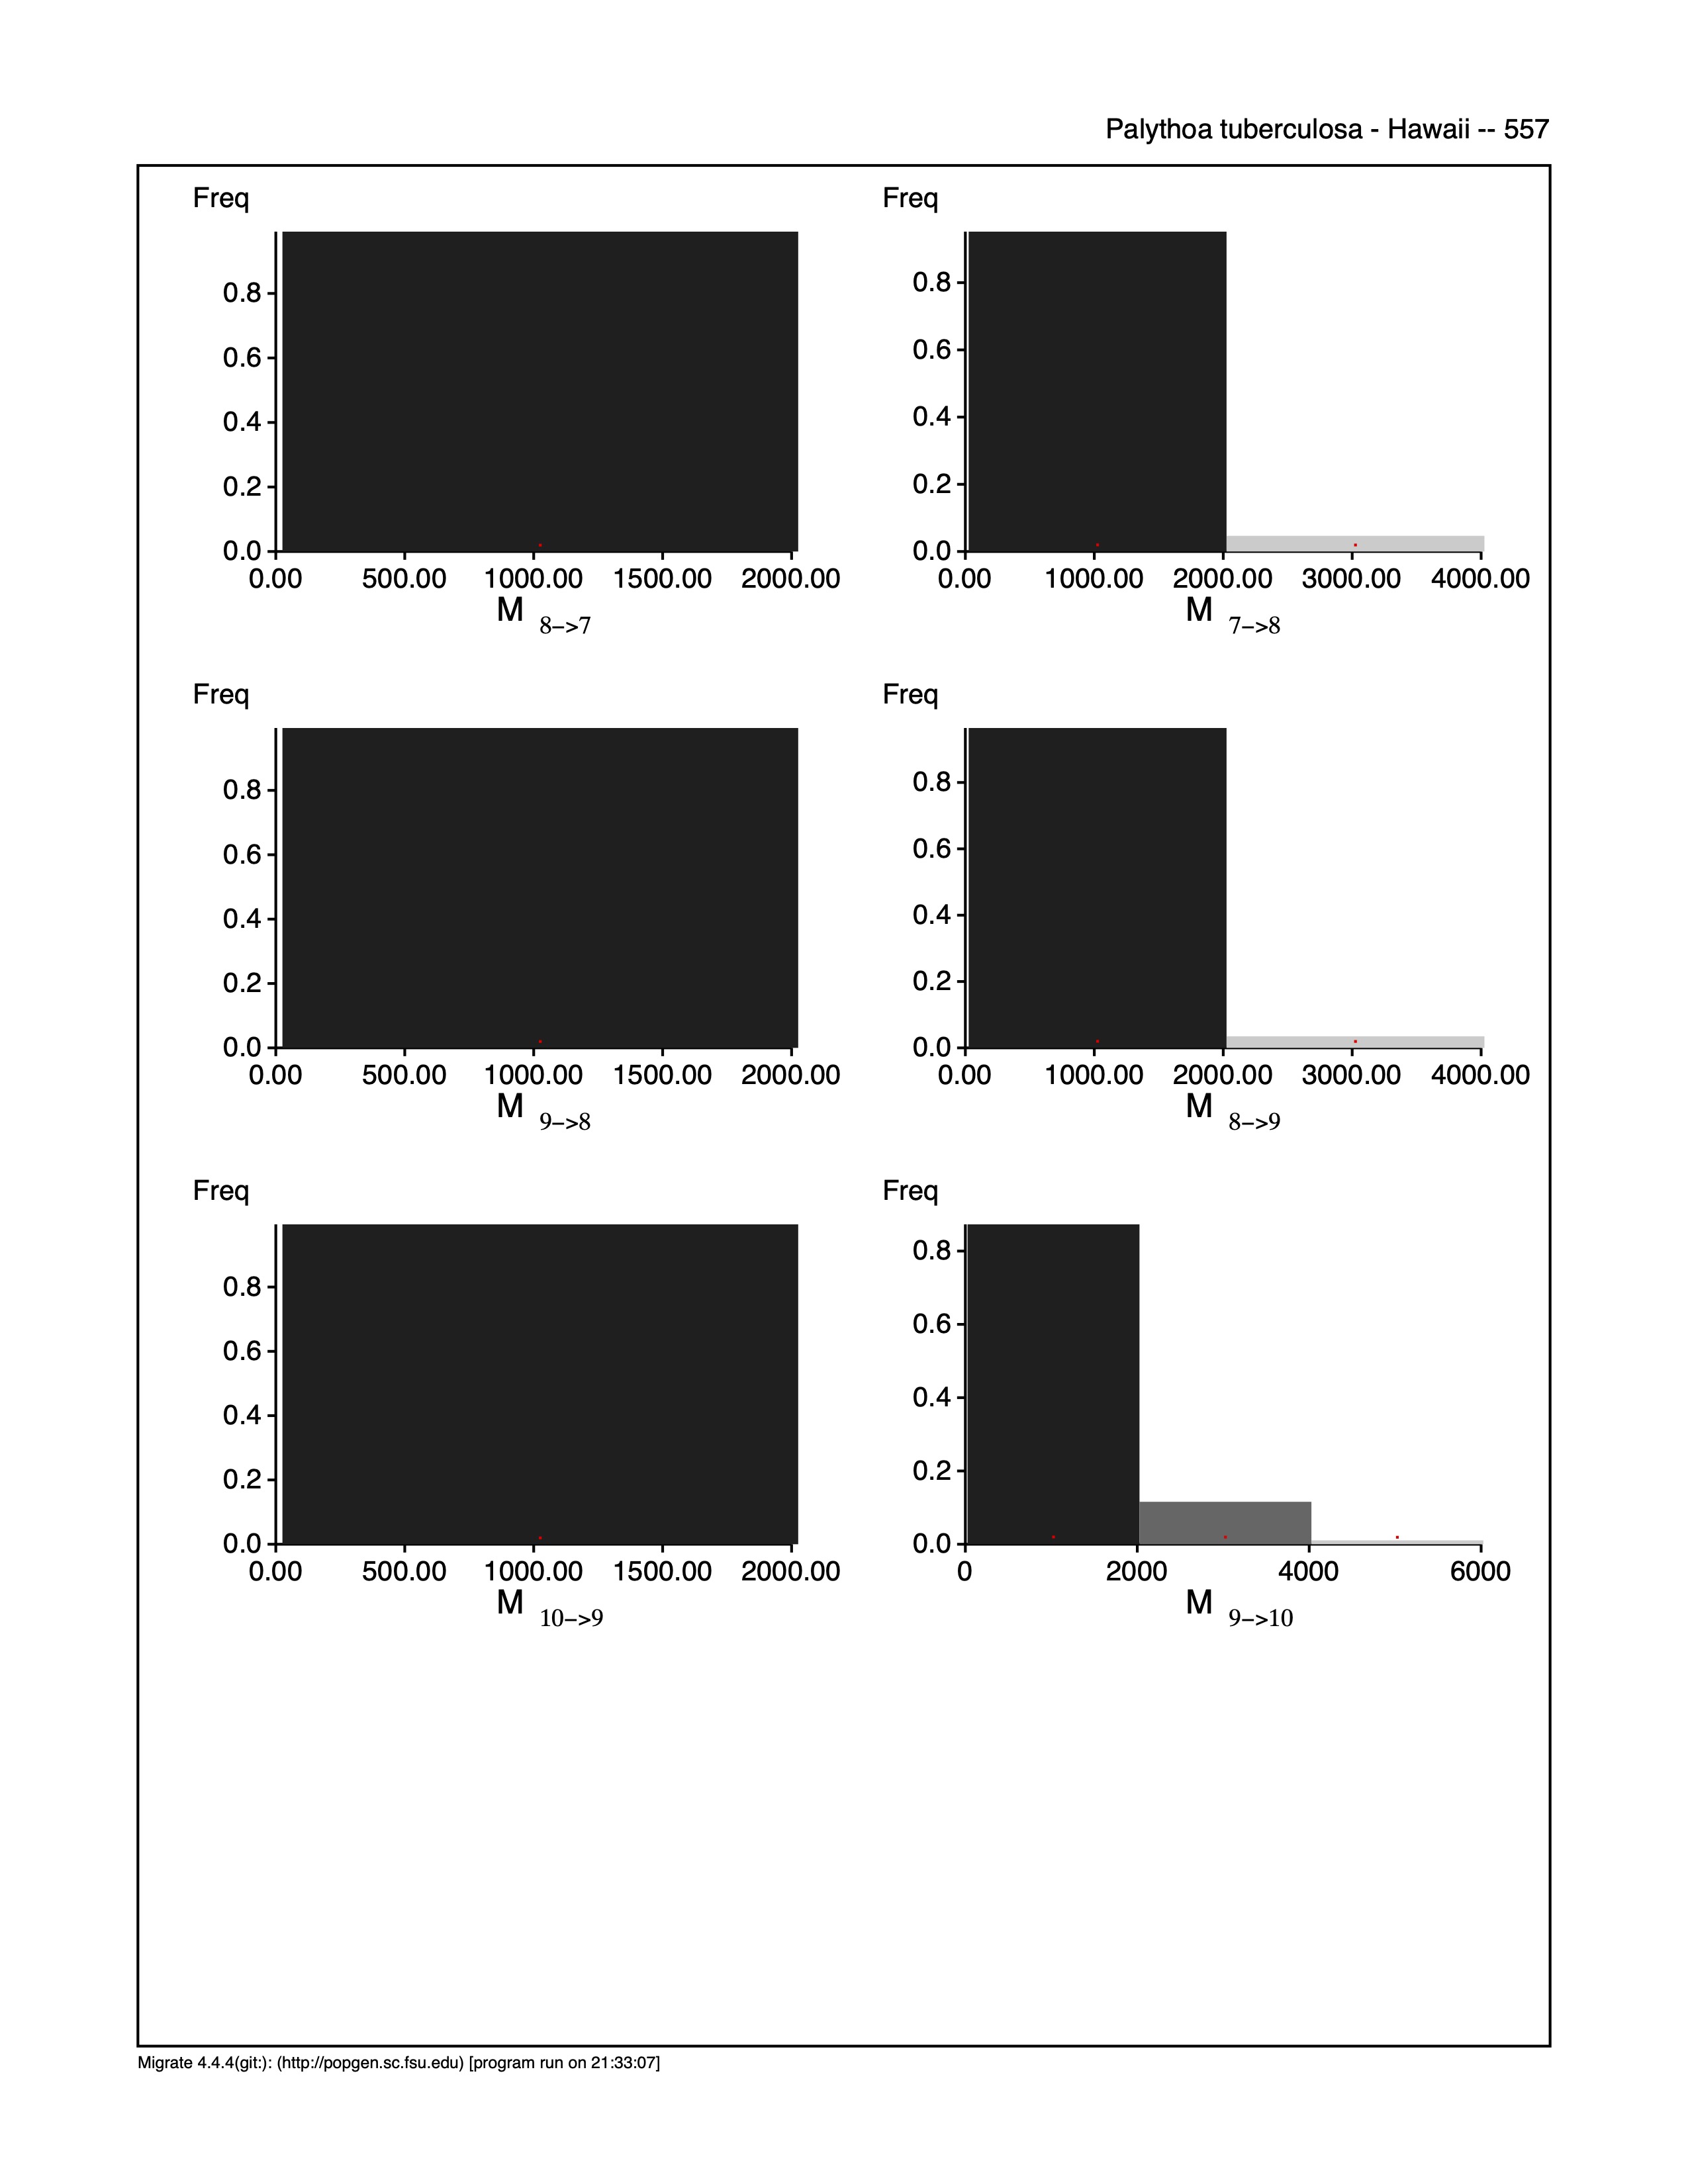 Palythoa tuberculosa - Hawaii -- 557
Freq
0.8
0.6
0.4
0.2
0.0
0.00 500.00 1000.00 1500.00 2000.00
M 8->7
Freq
0.8
0.6
0.4
0.2
0.0
0.00 1000.00 2000.00 3000.00 4000.00
M 7->8
Freq
0.8
0.6
0.4
0.2
0.0
0.00 500.00 1000.00 1500.00 2000.00
M 9->8
Freq
0.8
0.6
0.4
0.2
0.0
0.00 1000.00 2000.00 3000.00 4000.00
M 8->9
Freq
0.8
0.6
0.4
0.2
0.0
0.00 500.00 1000.00 1500.00 2000.00
M 10->9
Freq
0.8
0.6
0.4
0.2
0.0
0 2000 4000 6000
M 9->10
Migrate 4.4.4(git:): (http://popgen.sc.fsu.edu) [program run on 21:33:07]